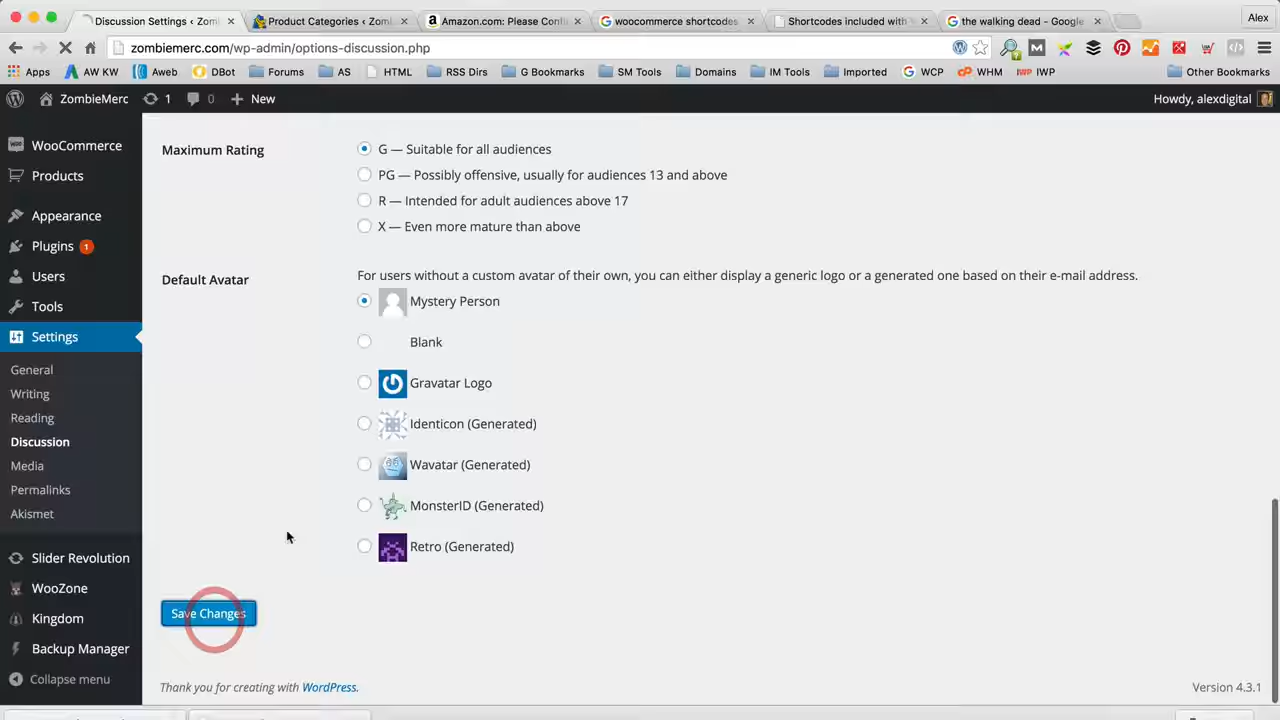 Discussion Settings ‹ Zom
Product Categories ‹ Zoml
Amazon.com: Please Confi
woocommerce shortcodes
Shortcodes included with
the walking dead - Google
Alex
zombiemerc.com/wp-admin/options-discussion.php
Apps
AW KW
Aweb
DBot
Forums
AS
HTML
RSS Dirs
G Bookmarks
SM Tools
Domains
IM Tools
Imported
WCP
WHM
IWP
Other Bookmarks
ZombieMerc
1
0
New
Howdy, alexdigital
WooCommerce
Products
Appearance
Plugins 1
Users
Tools
Settings
General
Writing
Reading
Discussion
Media
Permalinks
Akismet
Slider Revolution
WooZone
Kingdom
Backup Manager
Collapse menu
Maximum Rating
G — Suitable for all audiences
PG — Possibly offensive, usually for audiences 13 and above
R — Intended for adult audiences above 17
X — Even more mature than above
Default Avatar
For users without a custom avatar of their own, you can either display a generic logo or a generated one based on their e-mail address.
Mystery Person
Blank
Gravatar Logo
Identicon (Generated)
Wavatar (Generated)
MonsterID (Generated)
Retro (Generated)
Save Changes
Thank you for creating with WordPress.
Version 4.3.1